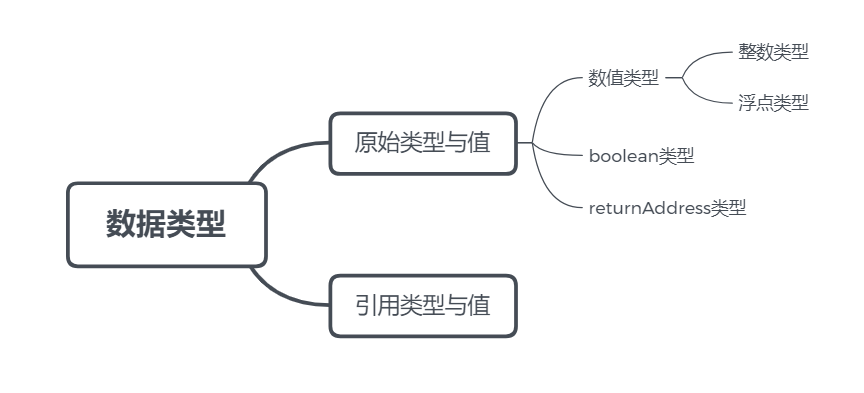 数据类型
原始类型与值
数值类型
整数类型
浮点类型
boolean类型
returnAddress类型
引用类型与值